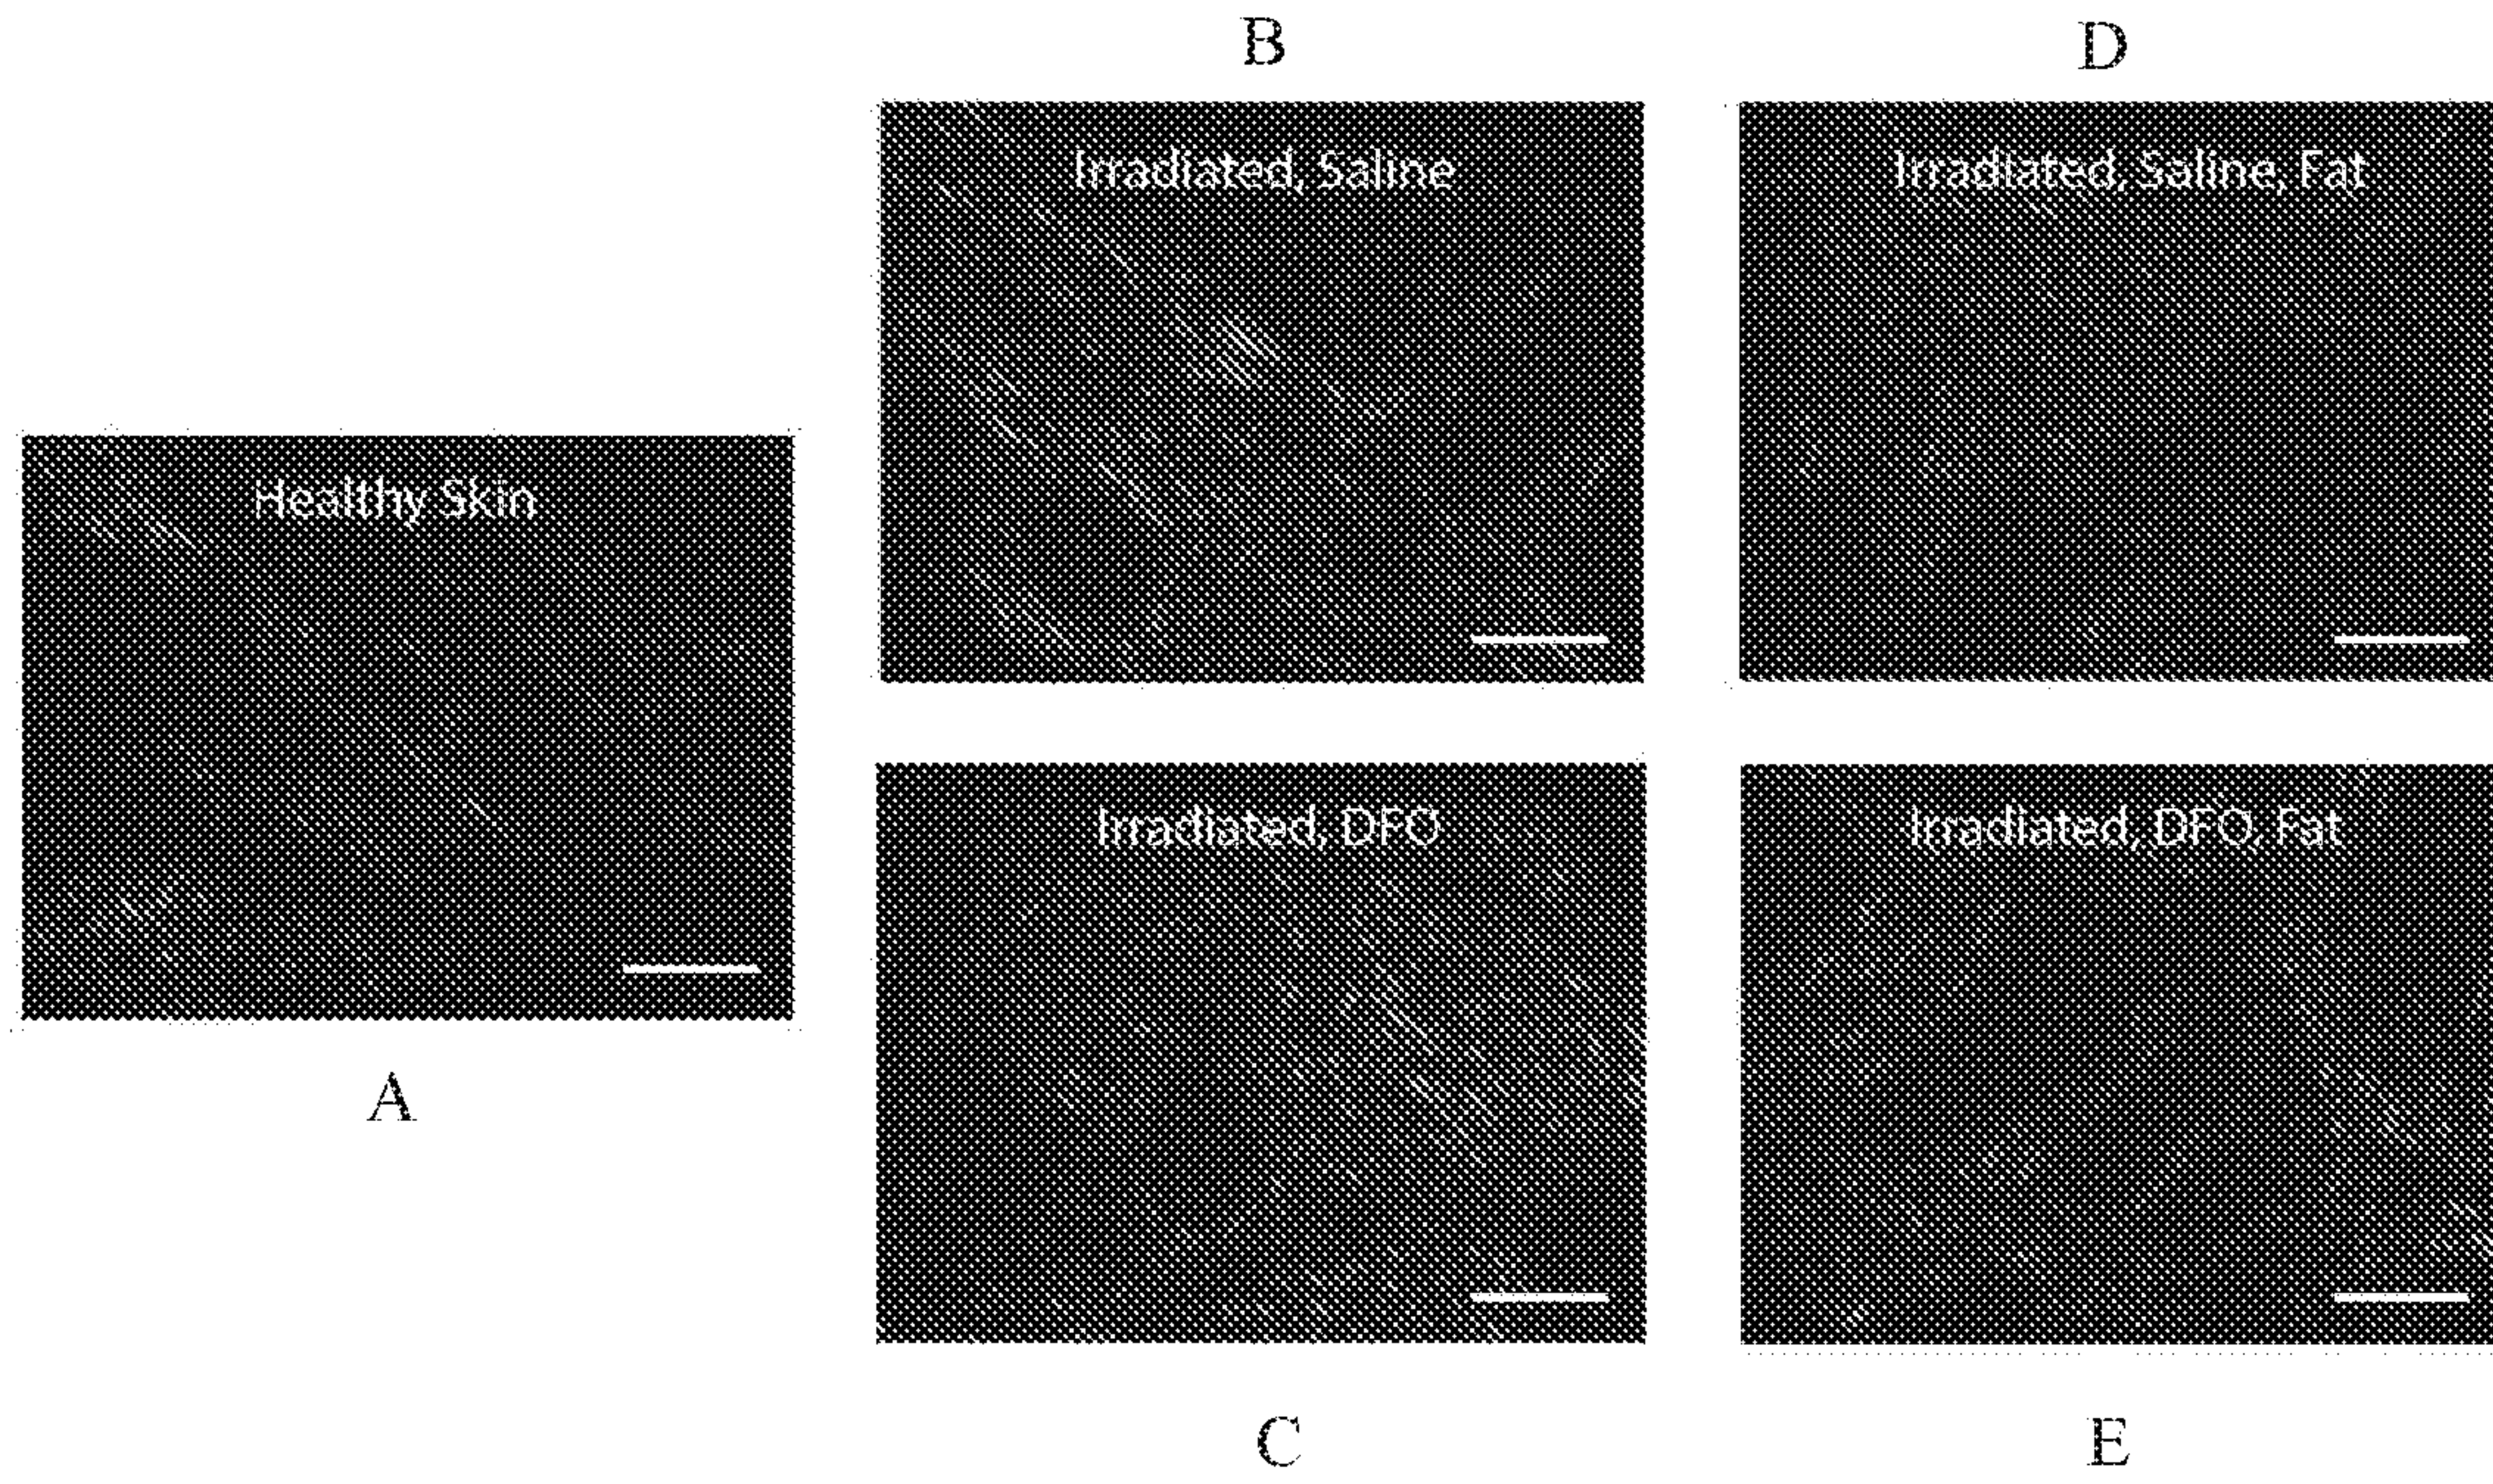 B
D
Irradiated, Saline
Irradiated, Saline, Fat
Healthy Skin
A
Irradiated, DFO
Irradiated, DFO, Fat
C
E